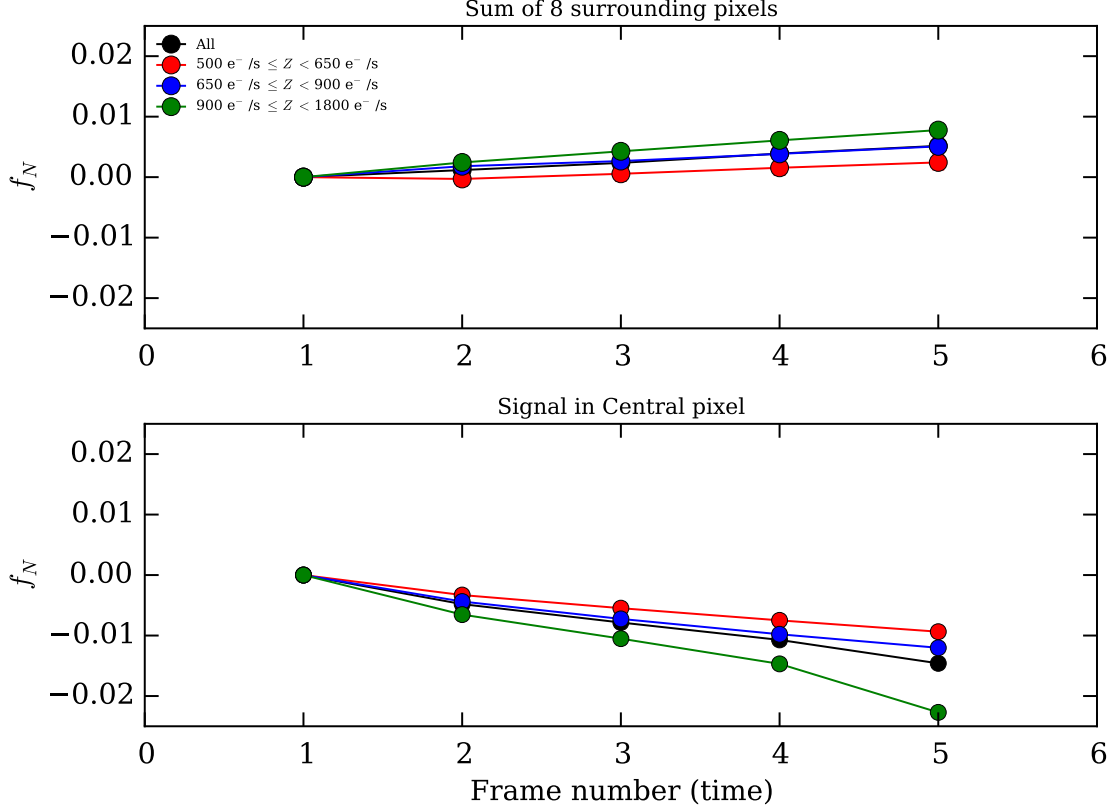 Sum of 8 surrounding pixels
0.02
0.01
0.00
−0.01
−0.02
f_N
All
500 e⁻ /s ≤ Z < 650 e⁻ /s
650 e⁻ /s ≤ Z < 900 e⁻ /s
900 e⁻ /s ≤ Z < 1800 e⁻ /s
0 1 2 3 4 5 6
Signal in Central pixel
0.02
0.01
0.00
−0.01
−0.02
f_N
0 1 2 3 4 5 6
Frame number (time)